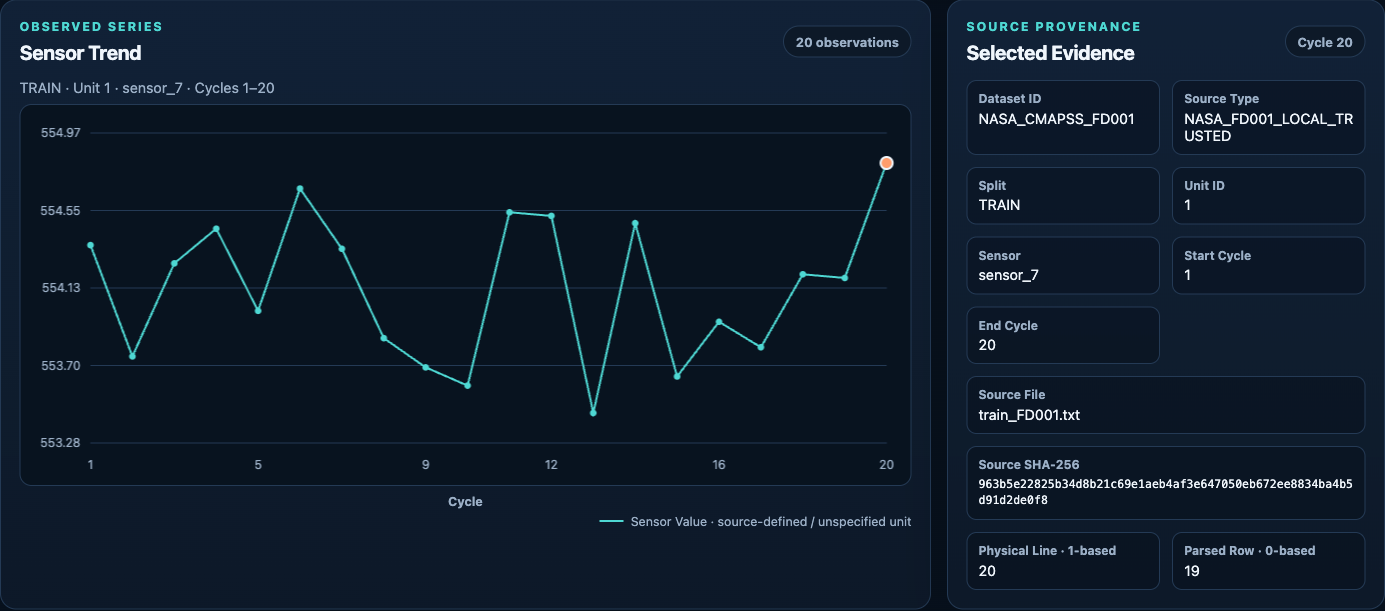 OBSERVED SERIES
Sensor Trend
20 observations
TRAIN · Unit 1 · sensor_7 · Cycles 1–20
554.97
554.55
554.13
553.70
553.28
1
5
9
12
16
20
Cycle
Sensor Value · source-defined / unspecified unit
SOURCE PROVENANCE
Selected Evidence
Cycle 20
Dataset ID
NASA_CMAPSS_FD001
Source Type
NASA_FD001_LOCAL_TR
USTED
Split
TRAIN
Unit ID
1
Sensor
sensor_7
Start Cycle
1
End Cycle
20
Source File
train_FD001.txt
Source SHA-256
963b5e22825b34d8b21c69e1aeb4af3e647050eb672ee8834ba4b5
d91d2de0f8
Physical Line · 1-based
20
Parsed Row · 0-based
19